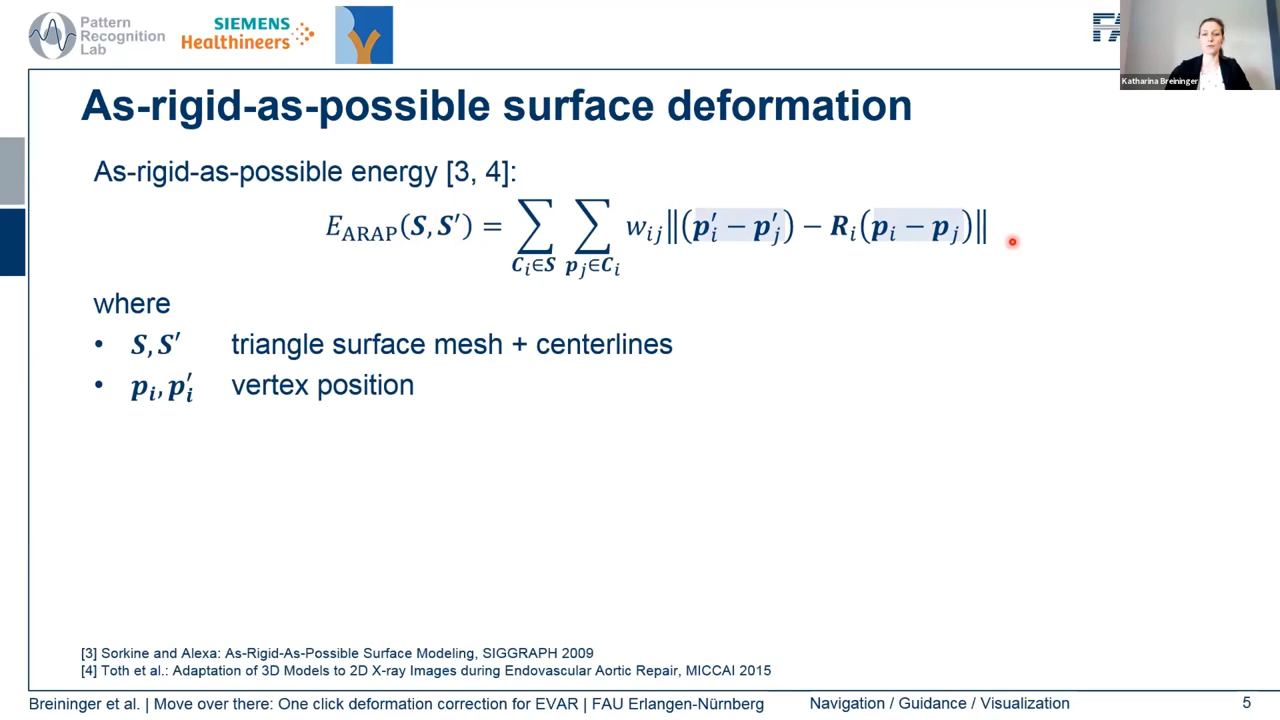 Pattern
Recognition
Lab
SIEMENS
Healthineers
FA
Katharina Breininger
As-rigid-as-possible surface deformation
As-rigid-as-possible energy [3, 4]:
E_ARAP(S, S′) = ∑_{C_i∈S} ∑_{p_j∈C_i} w_{ij}‖(p′_i − p′_j) − R_i(p_i − p_j)‖
where
• S, S′ triangle surface mesh + centerlines
• p_i, p′_i vertex position
[3] Sorkine and Alexa: As-Rigid-As-Possible Surface Modeling, SIGGRAPH 2009
[4] Toth et al.: Adaptation of 3D Models to 2D X-ray Images during Endovascular Aortic Repair, MICCAI 2015
Breininger et al. | Move over there: One click deformation correction for EVAR | FAU Erlangen-Nürnberg
Navigation / Guidance / Visualization
5